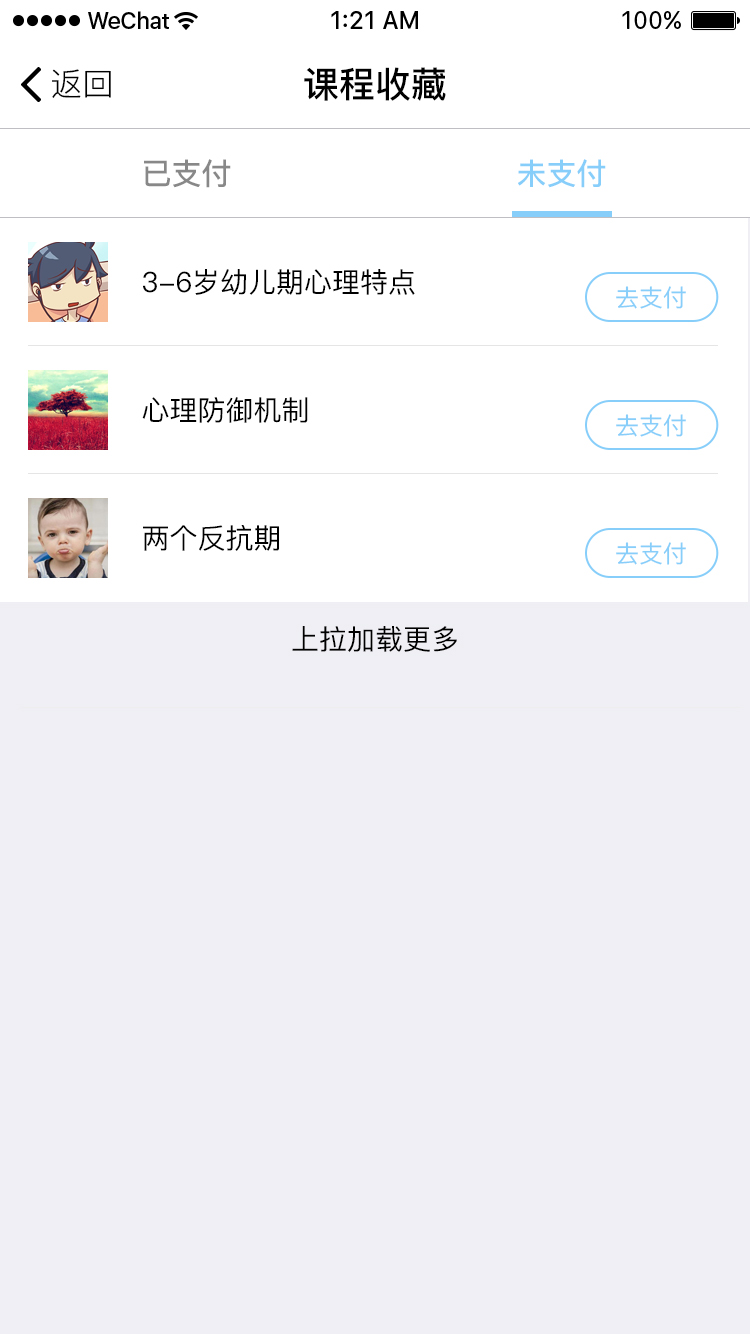 WeChat 1:21 AM 100%
返回 课程收藏
已支付 未支付
3-6岁幼儿期心理特点 去支付
心理防御机制 去支付
两个反抗期 去支付
上拉加载更多